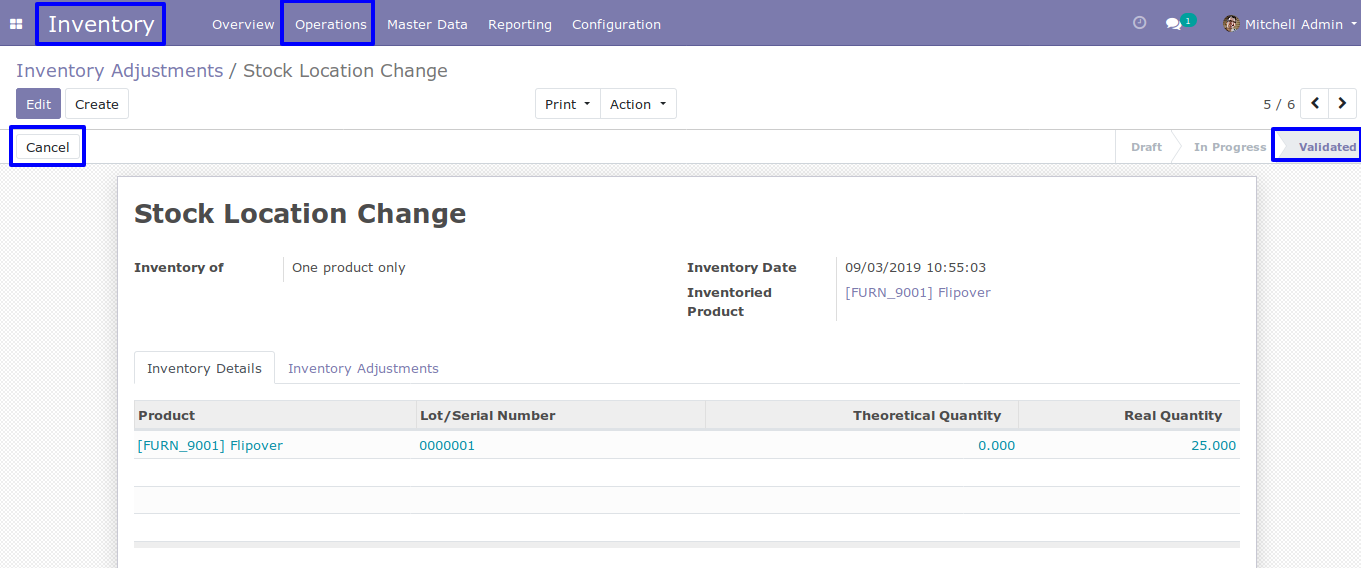 Inventory Overview Operations Master Data Reporting Configuration 1 Mitchell Admin
Inventory Adjustments / Stock Location Change
Edit Create Print Action 5 / 6
Cancel Draft In Progress Validated
Stock Location Change
Inventory of One product only Inventory Date 09/03/2019 10:55:03
Inventoried [FURN_9001] Flipover
Product
Inventory Details Inventory Adjustments
Product Lot/Serial Number Theoretical Quantity Real Quantity
[FURN_9001] Flipover 0000001 0.000 25.000